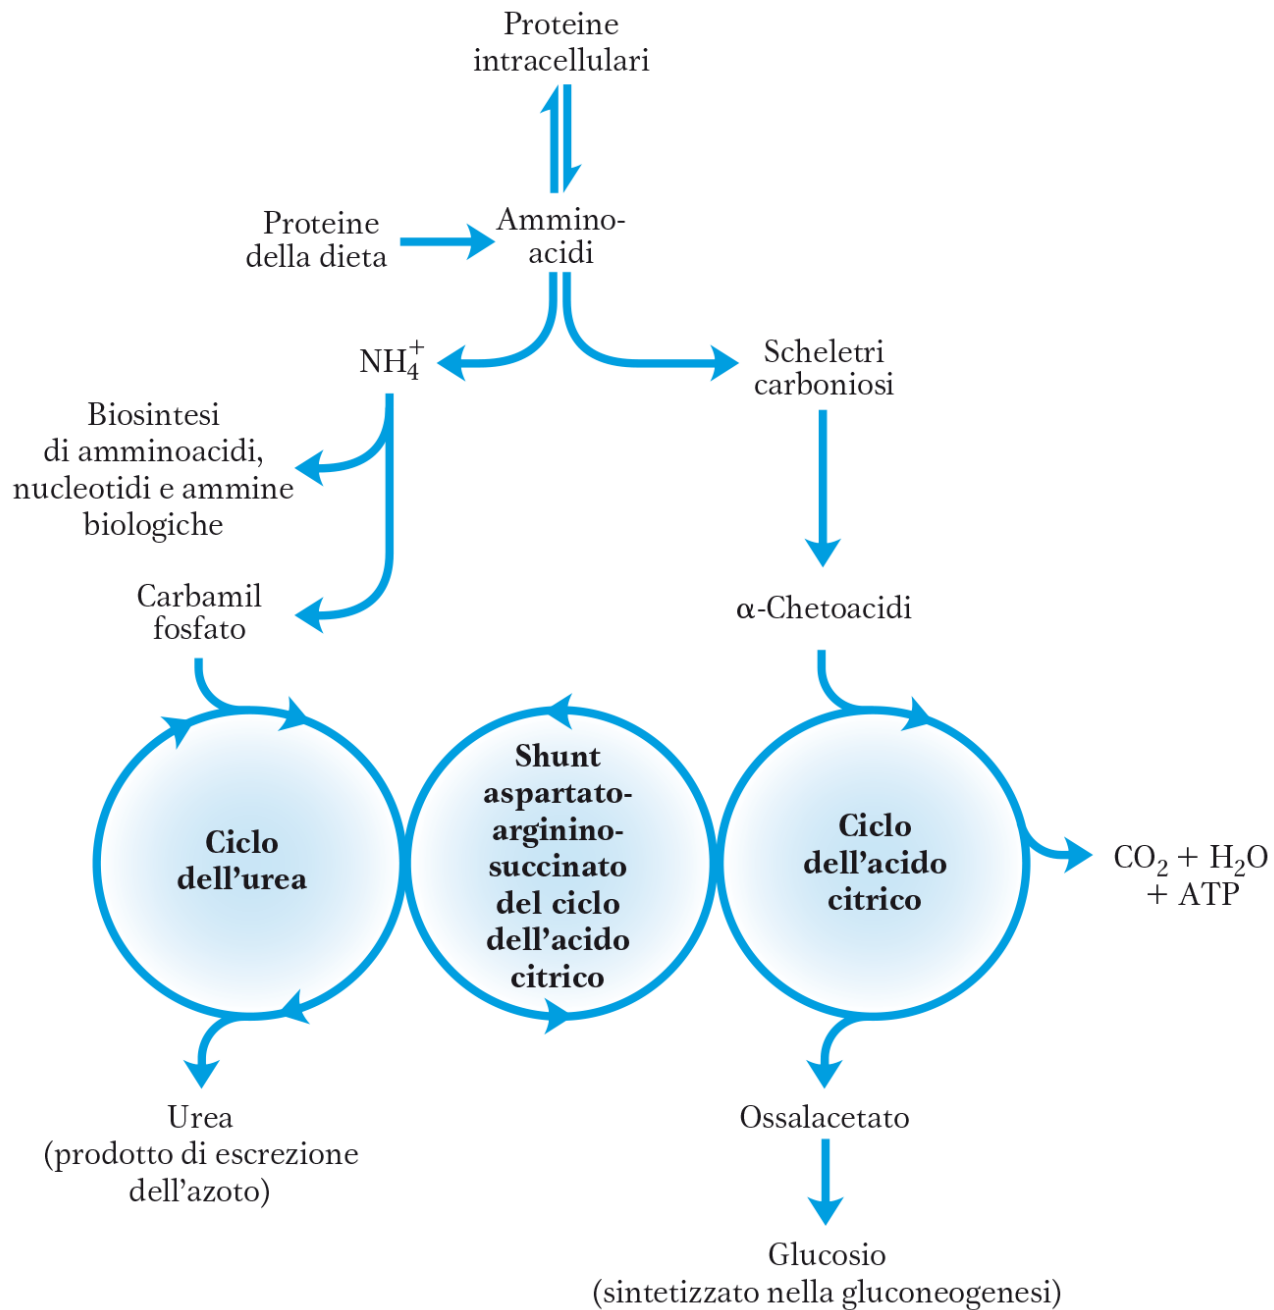 Proteine
intracellulari
Proteine
della dieta
Ammino-
acidi
NH₄⁺
Scheletri
carboniosi
Biosintesi
di amminoacidi,
nucleotidi e ammine
biologiche
Carbamil
fosfato
α-Chetoacidi
Ciclo
dell'urea
Shunt
aspartato-
arginino-
succinato
del ciclo
dell'acido
citrico
Ciclo
dell'acido
citrico
CO₂ + H₂O
+ ATP
Urea
(prodotto di escrezione
dell'azoto)
Ossalacetato
Glucosio
(sintetizzato nella gluconeogenesi)